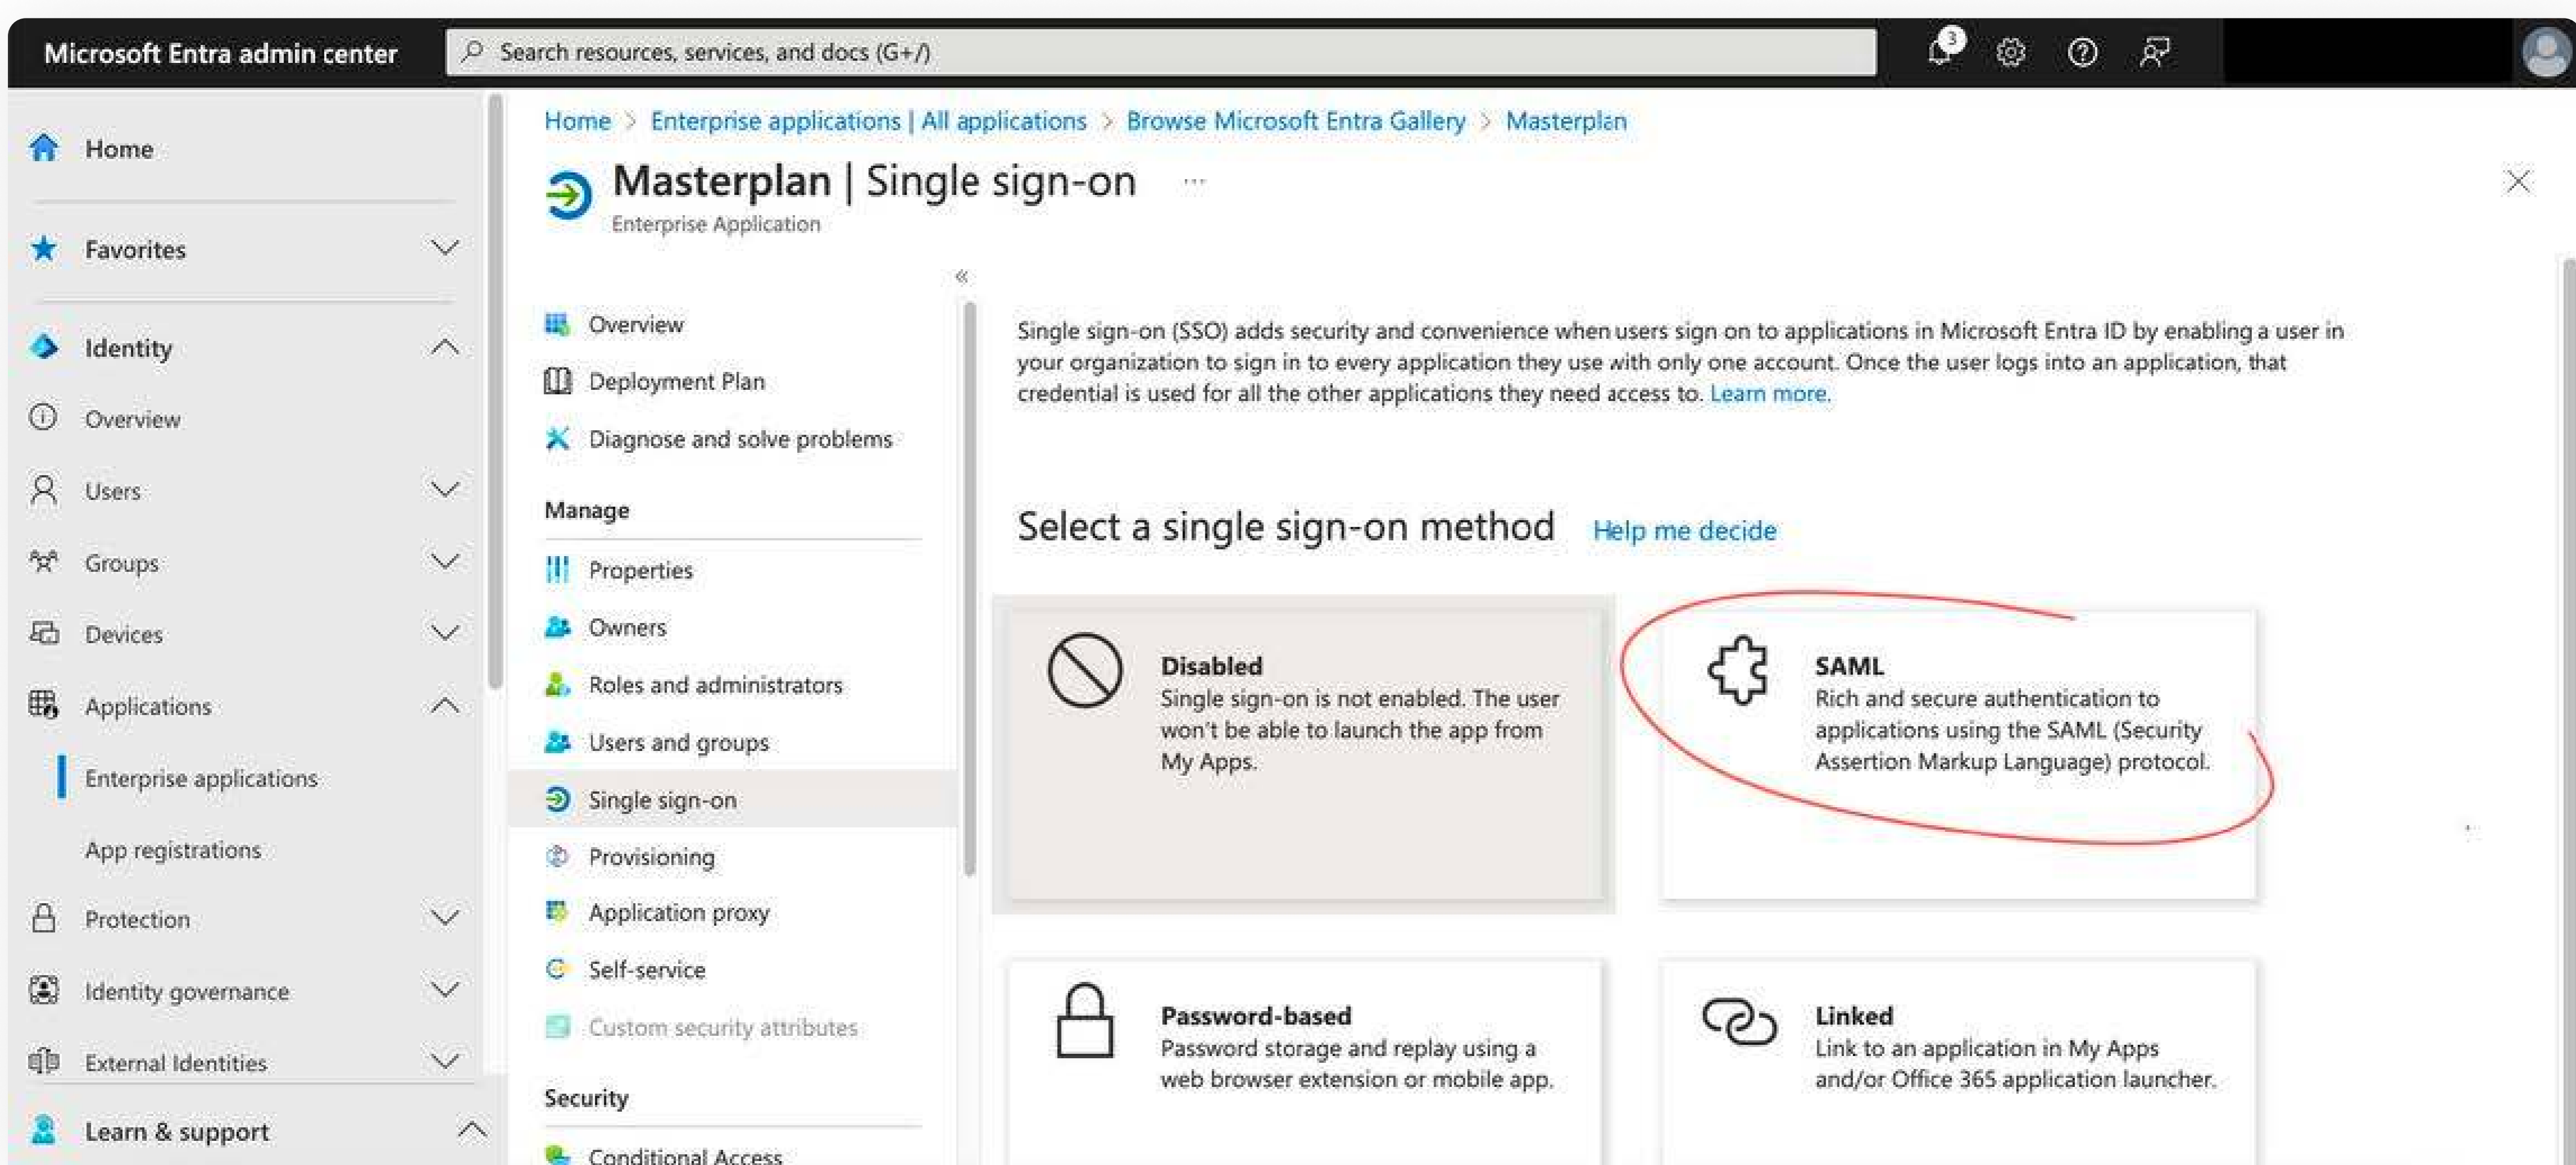 Microsoft Entra admin center
Search resources, services, and docs (G+/)
3
Home
Favorites
Identity
Overview
Users
Groups
Devices
Applications
Enterprise applications
App registrations
Protection
Identity governance
External Identities
Learn & support
Home > Enterprise applications | All applications > Browse Microsoft Entra Gallery > Masterplan
Masterplan | Single sign-on ...
Enterprise Application
«
Overview
Deployment Plan
Diagnose and solve problems
Manage
Properties
Owners
Roles and administrators
Users and groups
Single sign-on
Provisioning
Application proxy
Self-service
Custom security attributes
Security
Conditional Access
Single sign-on (SSO) adds security and convenience when users sign on to applications in Microsoft Entra ID by enabling a user in
your organization to sign in to every application they use with only one account. Once the user logs into an application, that
credential is used for all the other applications they need access to. Learn more.
Select a single sign-on method Help me decide
Disabled
Single sign-on is not enabled. The user
won't be able to launch the app from
My Apps.
SAML
Rich and secure authentication to
applications using the SAML (Security
Assertion Markup Language) protocol.
Password-based
Password storage and replay using a
web browser extension or mobile app.
Linked
Link to an application in My Apps
and/or Office 365 application launcher.